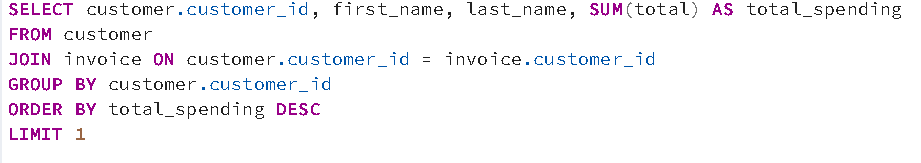 SELECT customer.customer_id, first_name, last_name, SUM(total) AS total_spending
FROM customer
JOIN invoice ON customer.customer_id = invoice.customer_id
GROUP BY customer.customer_id
ORDER BY total_spending DESC
LIMIT 1